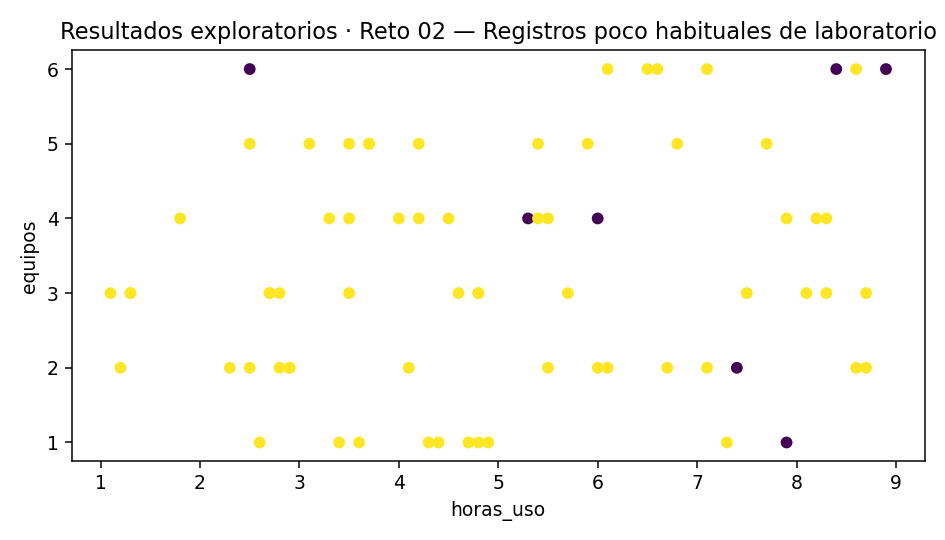 Resultados exploratorios · Reto 02 — Registros poco habituales de laboratorio
equipos
6
5
4
3
2
1
1 2 3 4 5 6 7 8 9
horas_uso